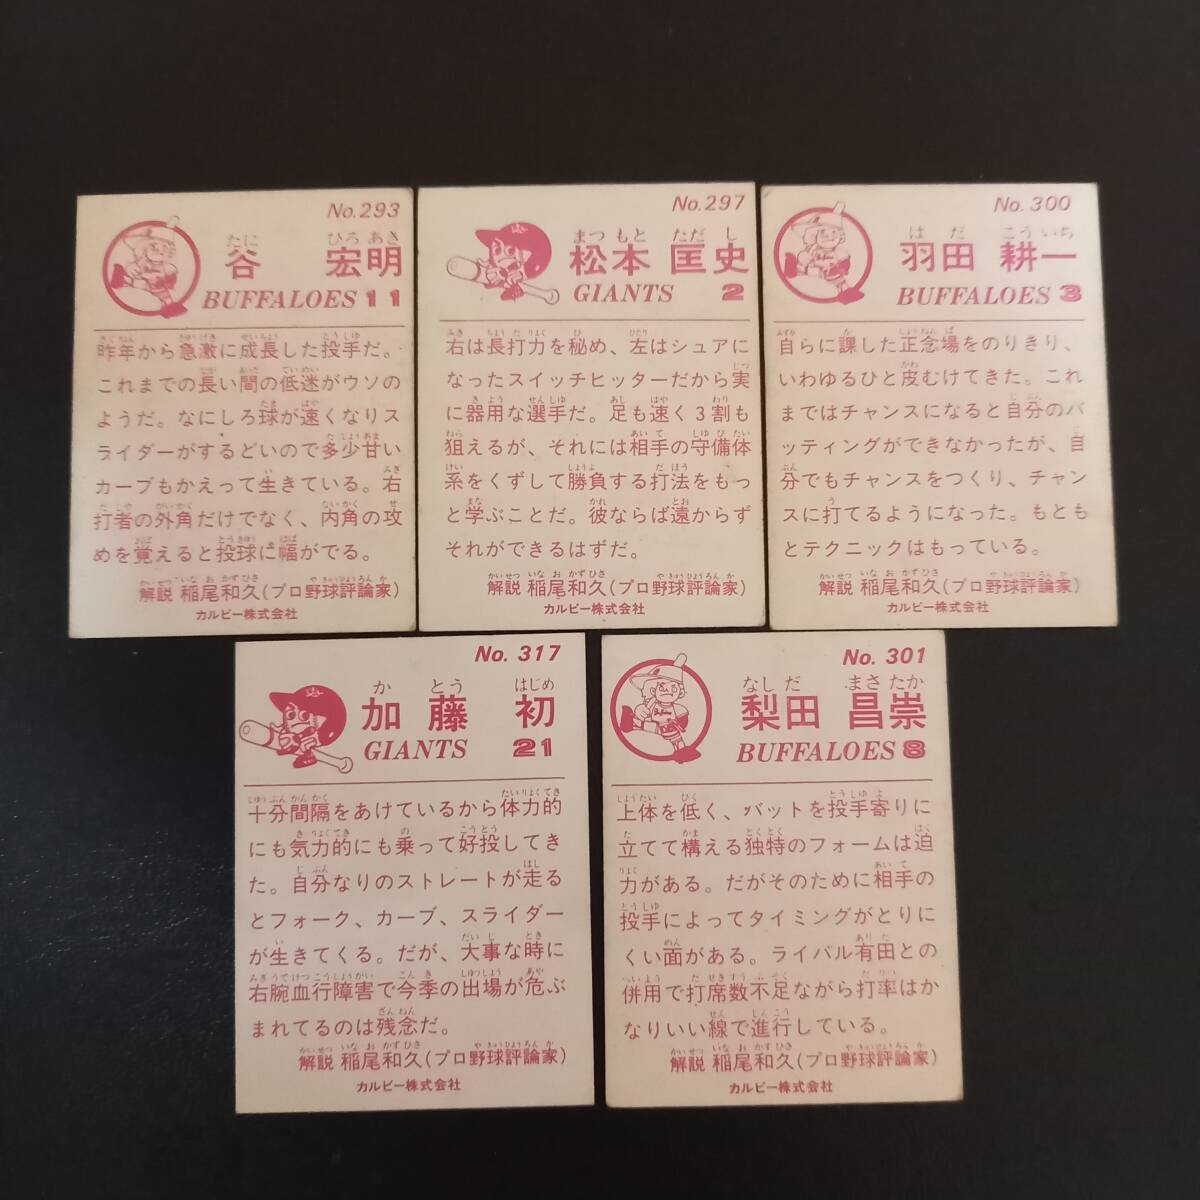 No.293
たに ひろ あき
谷 宏明
BUFFALOES 11
昨年から急激に成長した投手だ。
これまでの長い間の低迷がウソの
ようだ。なにしろ球が速くなりス
ライダーがするどいので多少甘い
カーブもかえって生きている。右
打者の外角だけでなく、内角の攻
めを覚えると投球に幅がでる。
解説 稲尾和久(プロ野球評論家)
カルビー株式会社
No.297
まつ もと ただ し
松本 匡史
GIANTS 2
右は長打力を秘め、左はシュアに
なったスイッチヒッターだから実
に器用な選手だ。足も速く3割も
狙えるが、それには相手の守備体
系をくずして勝負する打法をもっ
と学ぶことだ。彼ならば遠からず
それができるはずだ。
解説 稲尾和久(プロ野球評論家)
カルビー株式会社
No.300
は だ こう いち
羽田 耕一
BUFFALOES 3
自らに課した正念場をのりきり、
いわゆるひと皮むけてきた。これ
まではチャンスになると自分のバ
ッティングができなかったが、自
分でもチャンスをつくり、チャン
スに打てるようになった。もとも
とテクニックはもっている。
解説 稲尾和久(プロ野球評論家)
カルビー株式会社
No. 317
か とう はじめ
加藤 初
GIANTS 21
十分間隔をあけているから体力的
にも気力的にも乗って好投してき
た。自分なりのストレートが走る
とフォーク、カーブ、スライダー
が生きてくる。だが、大事な時に
右腕血行障害で今季の出場が危ぶ
まれてるのは残念だ。
解説 稲尾和久(プロ野球評論家)
カルビー株式会社
No. 301
なし だ まさ たか
梨田 昌崇
BUFFALOES 8
上体を低く、バットを投手寄りに
立てて構える独特のフォームは迫
力がある。だがそのために相手の
投手によってタイミングがとりに
くい面がある。ライバル有田との
併用で打席数不足ながら打率はか
なりいい線で進行している。
解説 稲尾和久(プロ野球評論家)
カルビー株式会社